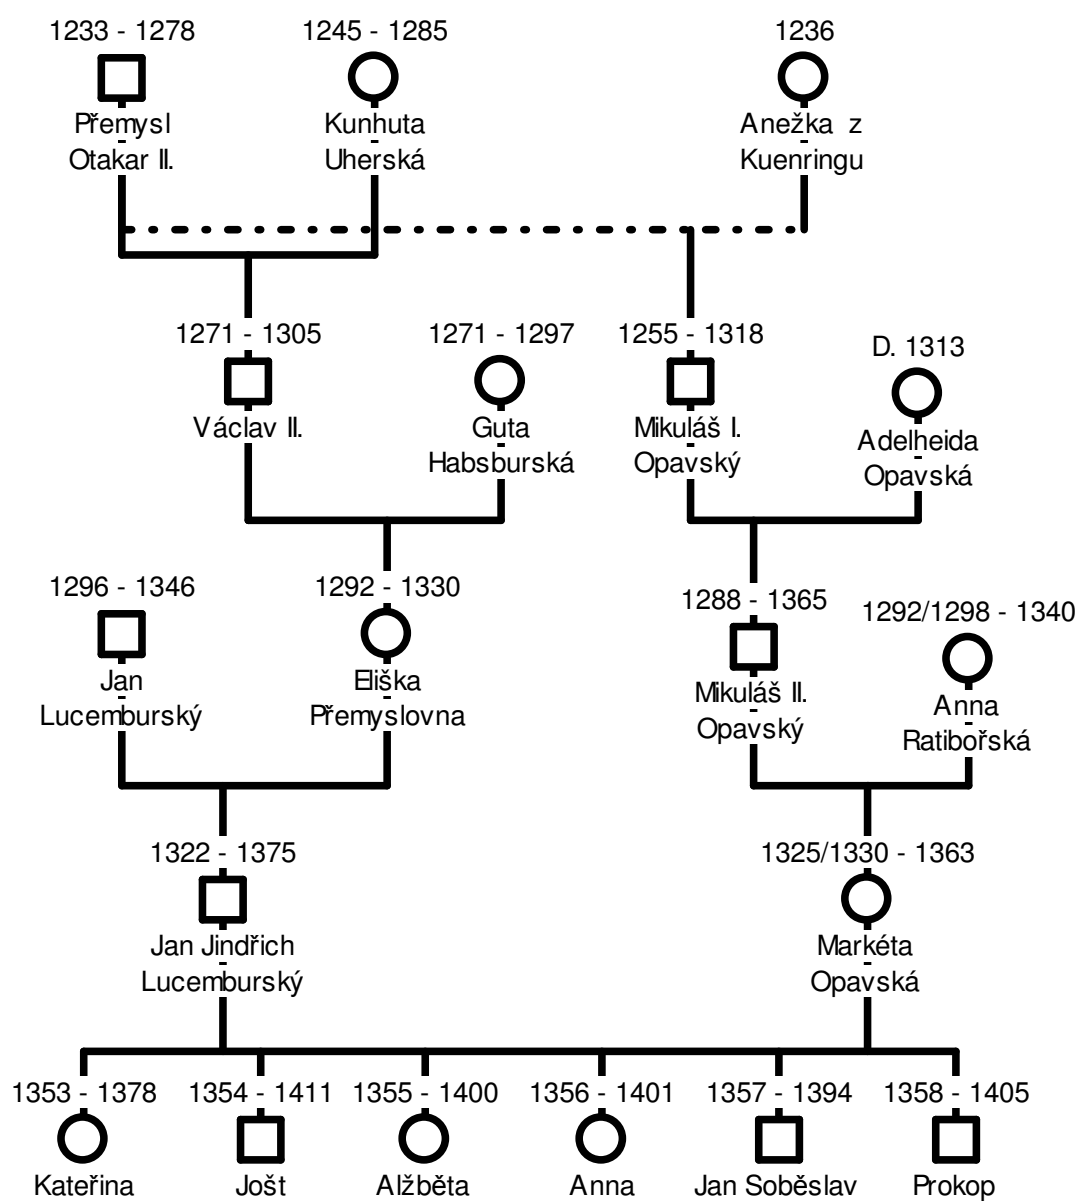 1233 - 1278
Přemysl
Otakar II.
1245 - 1285
Kunhuta
Uherská
1236
Anežka z
Kuenringu
1271 - 1305
Václav II.
1271 - 1297
Guta
Habsburská
1255 - 1318
Mikuláš I.
Opavský
D. 1313
Adelheida
Opavská
1296 - 1346
Jan
Lucemburský
1292 - 1330
Eliška
Přemyslovna
1288 - 1365
Mikuláš II.
Opavský
1292/1298 - 1340
Anna
Ratibořská
1322 - 1375
Jan Jindřich
Lucemburský
1325/1330 - 1363
Markéta
Opavská
1353 - 1378
Kateřina
1354 - 1411
Jošt
1355 - 1400
Alžběta
1356 - 1401
Anna
1357 - 1394
Jan Soběslav
1358 - 1405
Prokop